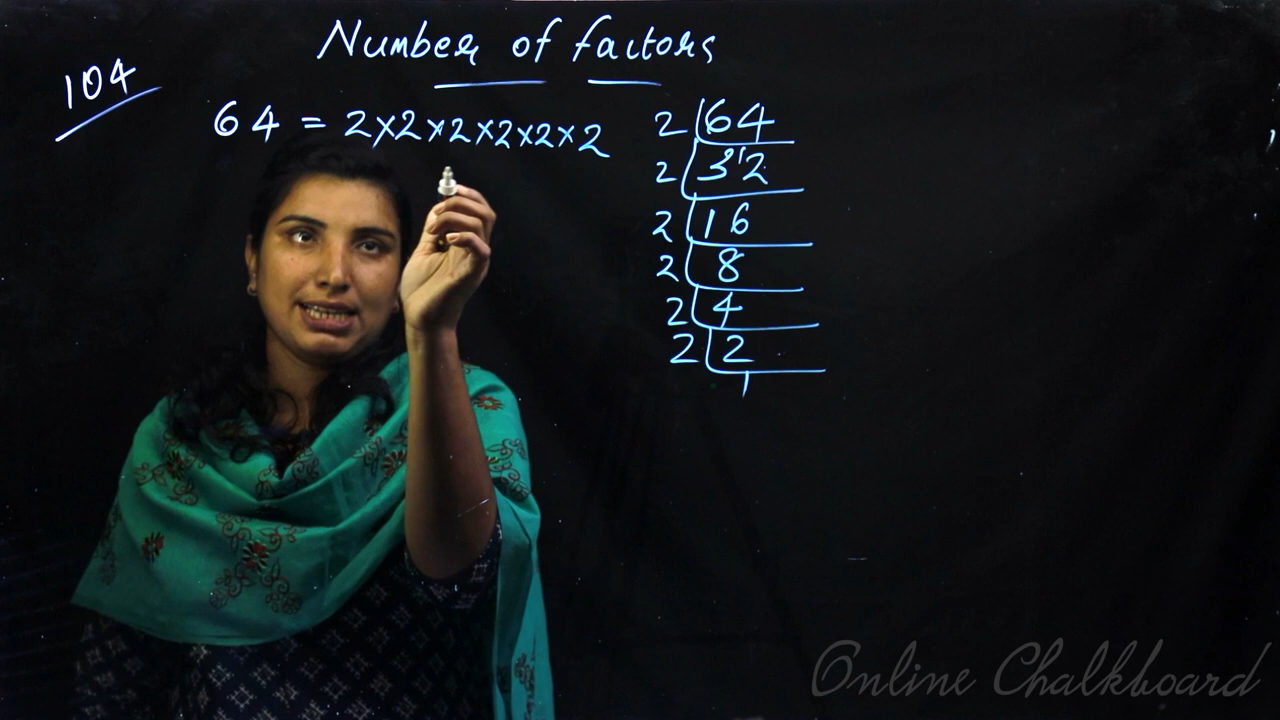 Number of factors
104
64 = 2×2×2×2×2×2
2 64
2 32
2 16
2 8
2 4
2 2
1
Online Chalkboard